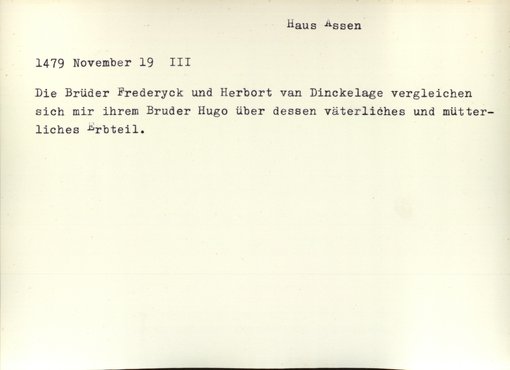 Haus Assen
1479 November 19 III
Die Brüder Frederyck und Herbort van Dinckelage vergleichen
sich mir ihrem Bruder Hugo über dessen väterliches und mütter-
liches Erbteil.